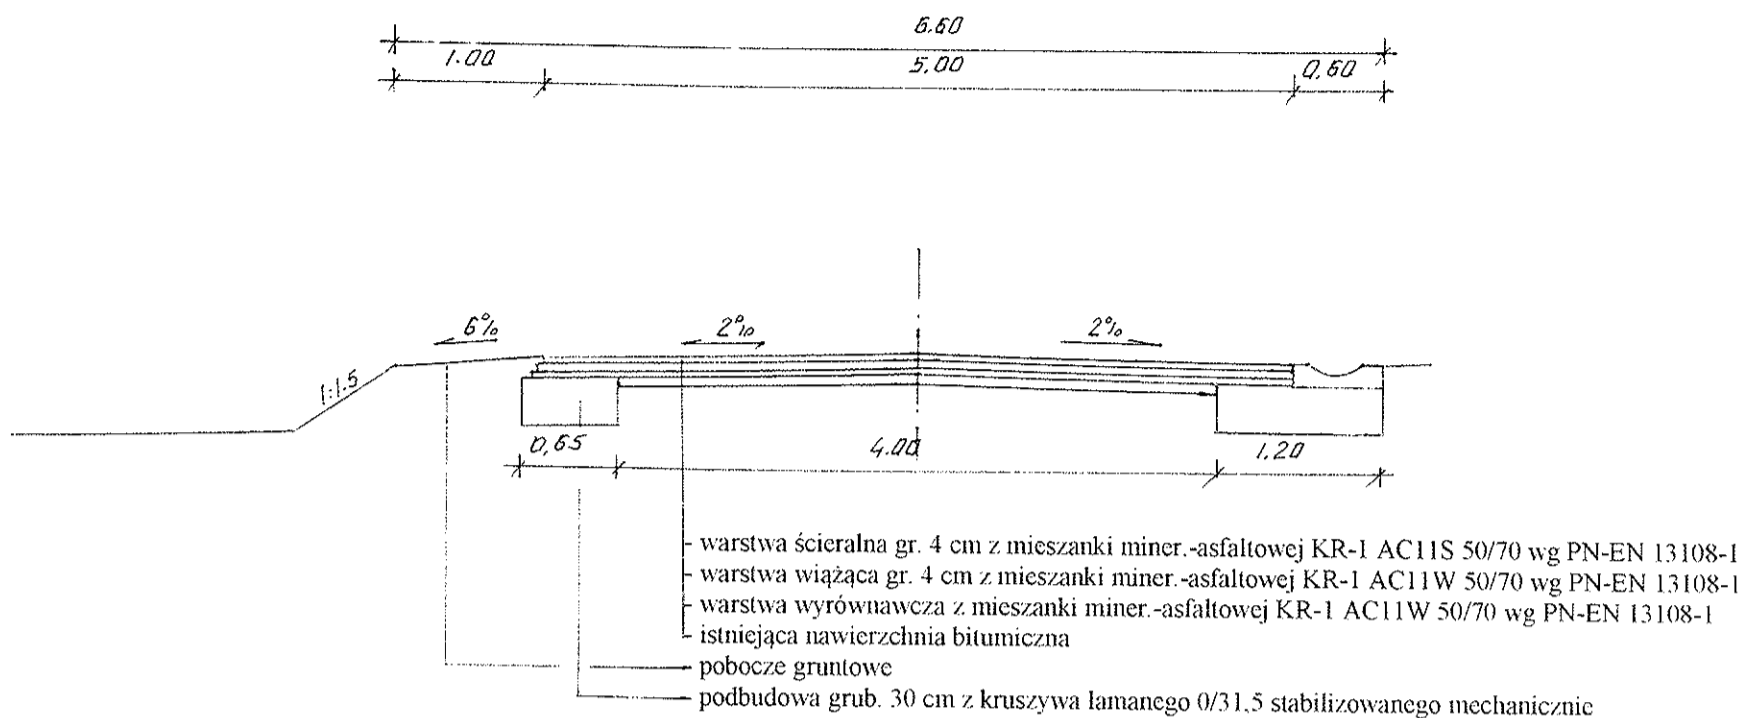 6.60
1.00 5,00 0,60
6% 2% 2%
1:1.5
0,65 4.00 1.20
- warstwa ścieralna gr. 4 cm z mieszanki miner.-asfaltowej KR-1 AC11S 50/70 wg PN-EN 13108-1
- warstwa wiążąca gr. 4 cm z mieszanki miner.-asfaltowej KR-1 AC11W 50/70 wg PN-EN 13108-1
- warstwa wyrównawcza z mieszanki miner.-asfaltowej KR-1 AC11W 50/70 wg PN-EN 13108-1
- istniejąca nawierzchnia bitumiczna
- pobocze gruntowe
- podbudowa grub. 30 cm z kruszywa łamanego 0/31,5 stabilizowanego mechanicznie